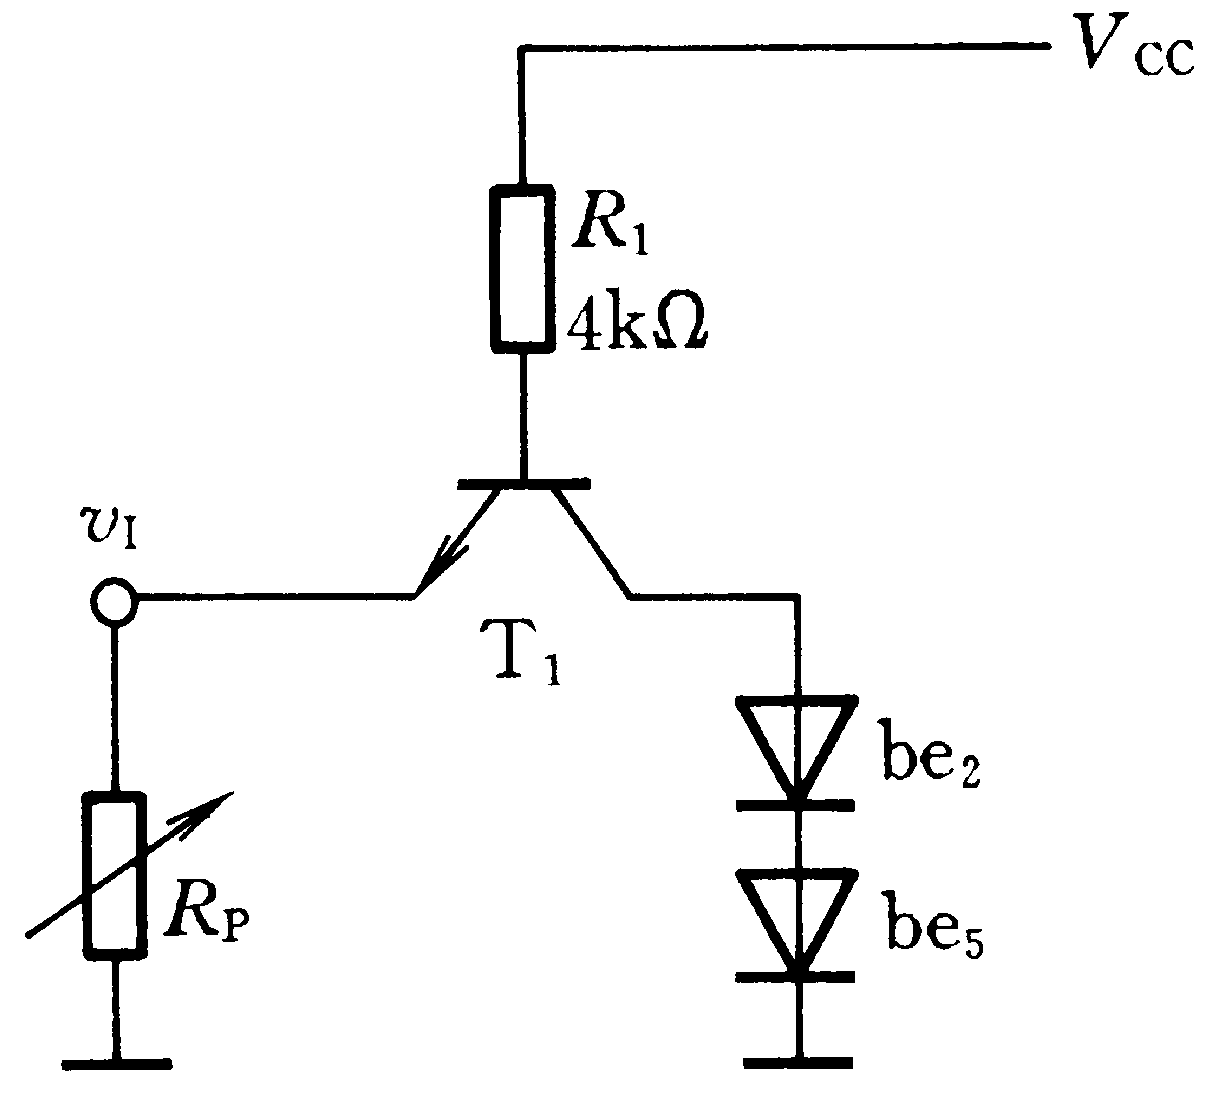 V_CC
R_1
4kΩ
v_I
T_1
be_2
R_P
be_5